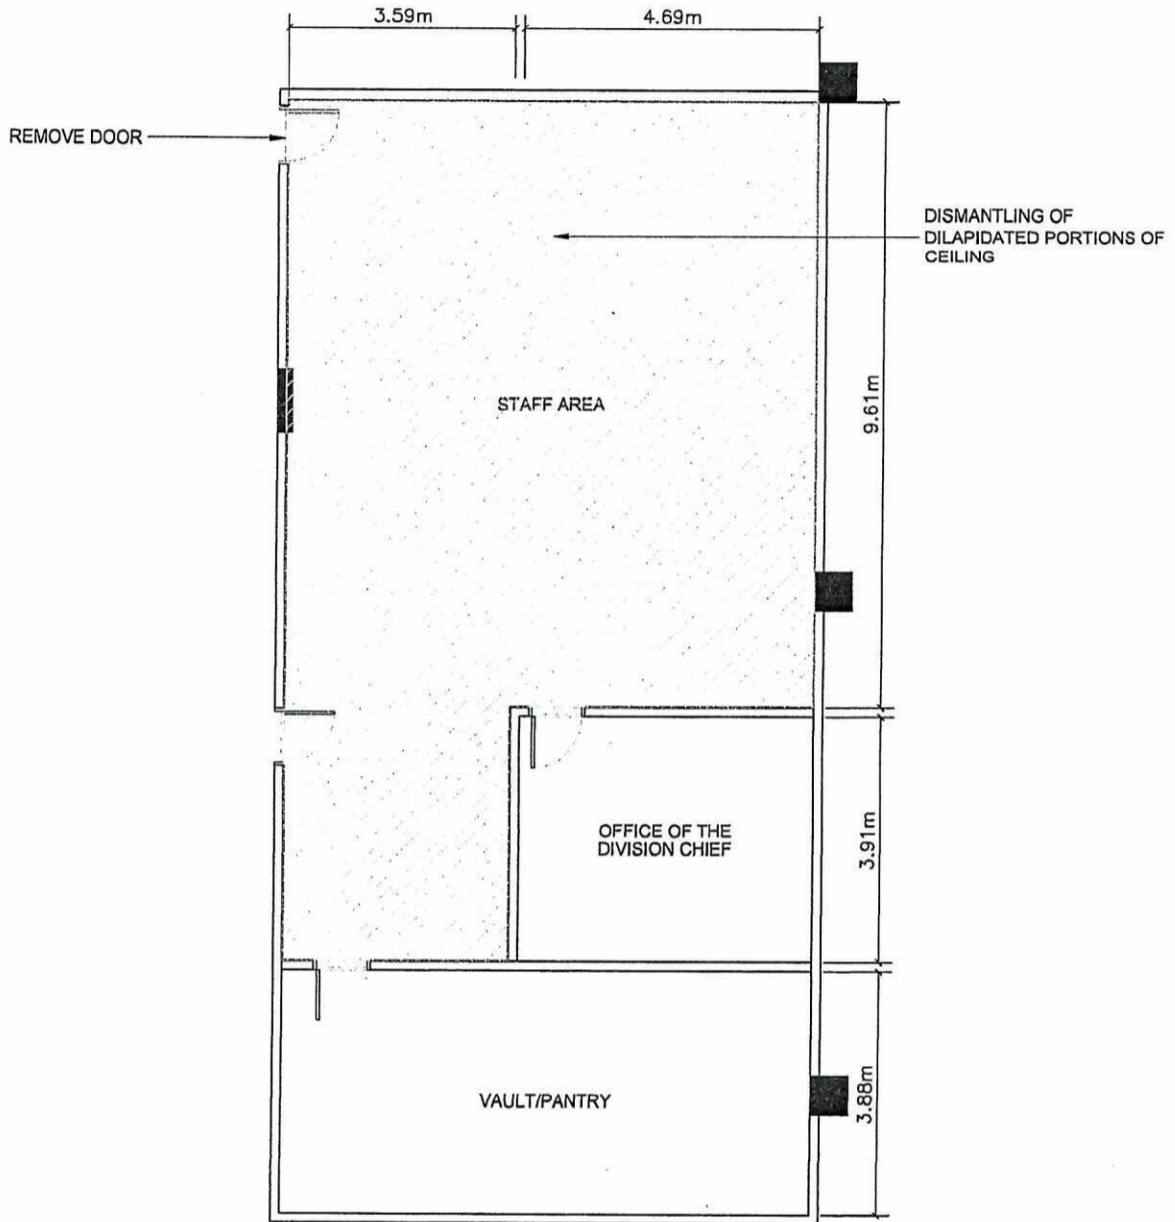 3.59m
4.69m
REMOVE DOOR
DISMANTLING OF
DILAPIDATED PORTIONS OF
CEILING
9.61m
STAFF AREA
OFFICE OF THE
DIVISION CHIEF
3.91m
VAULT/PANTRY
3.88m